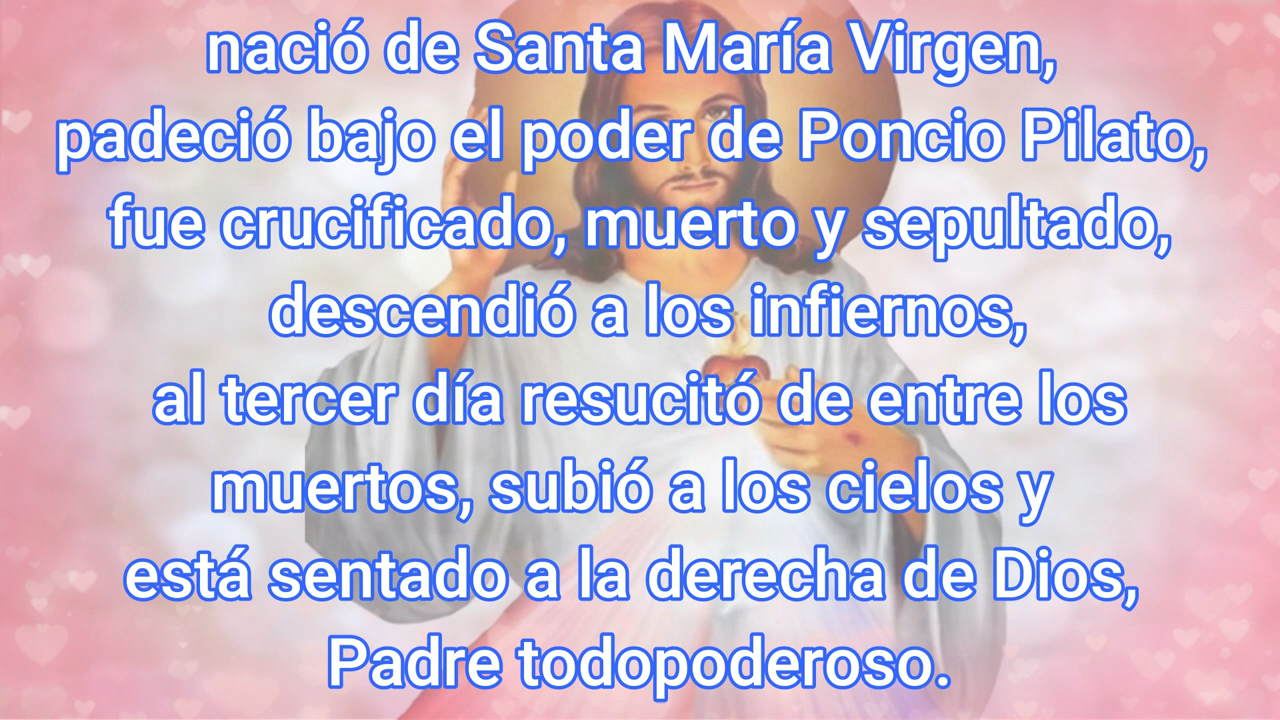 nació de Santa María Virgen,
padeció bajo el poder de Poncio Pilato,
fue crucificado, muerto y sepultado,
descendió a los infiernos,
al tercer día resucitó de entre los
muertos, subió a los cielos y
está sentado a la derecha de Dios,
Padre todopoderoso.